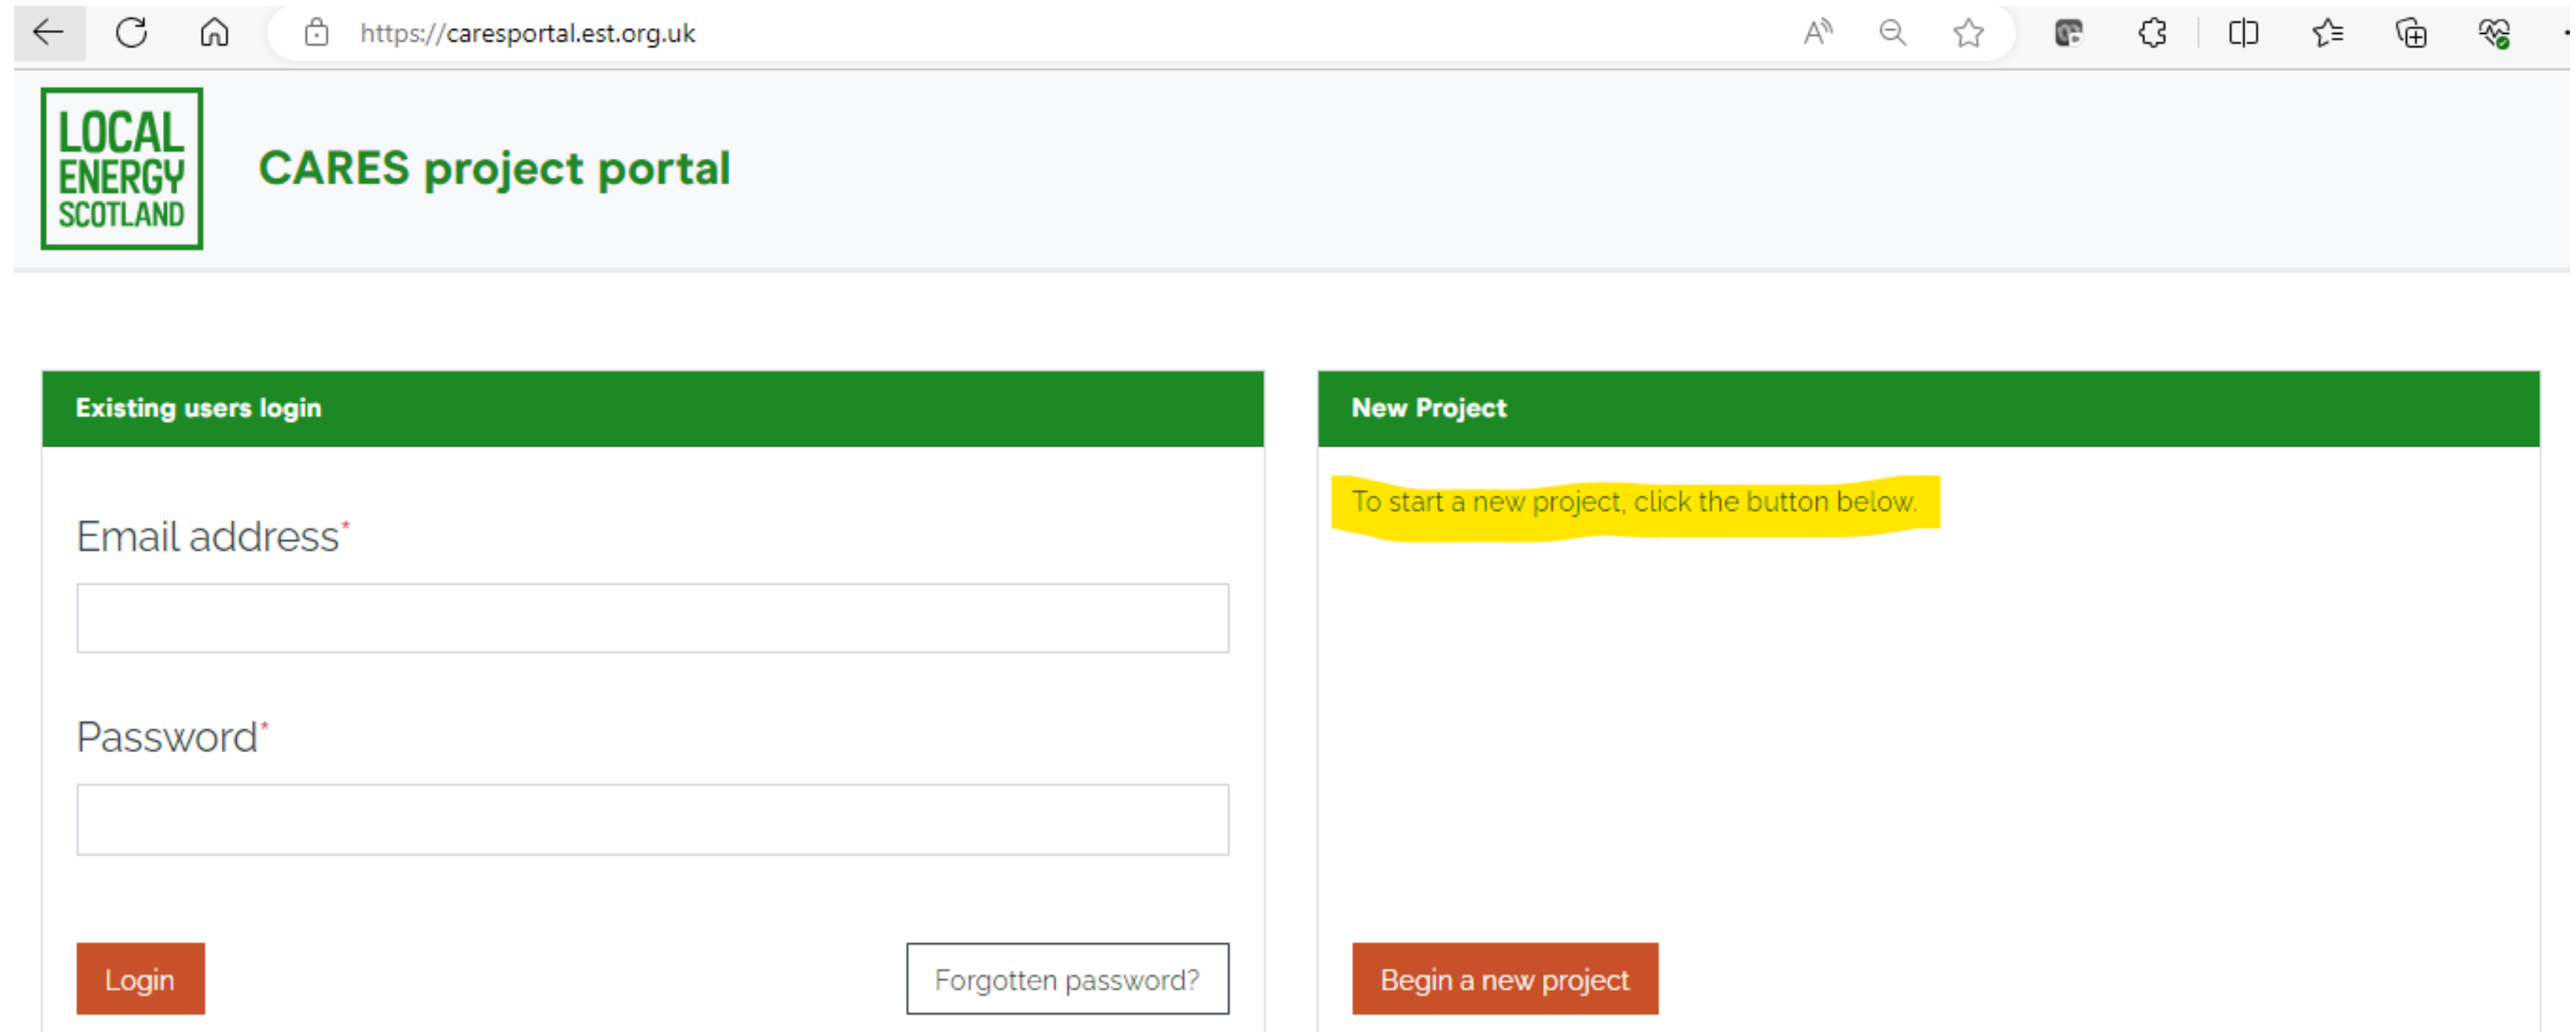 https://caresportal.est.org.uk
LOCAL
ENERGY
SCOTLAND
CARES project portal
Existing users login
Email address*
Password*
Login
Forgotten password?
New Project
To start a new project, click the button below.
Begin a new project